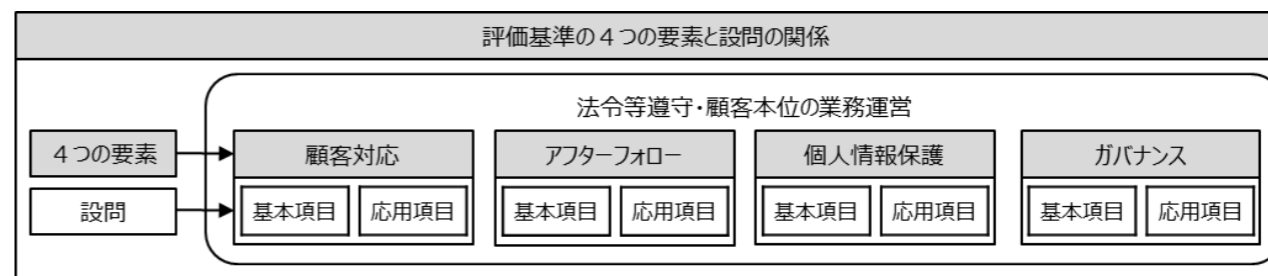 評価基準の４つの要素と設問の関係
法令等遵守・顧客本位の業務運営
４つの要素 顧客対応 アフターフォロー 個人情報保護 ガバナンス
設問 基本項目 応用項目 基本項目 応用項目 基本項目 応用項目 基本項目 応用項目